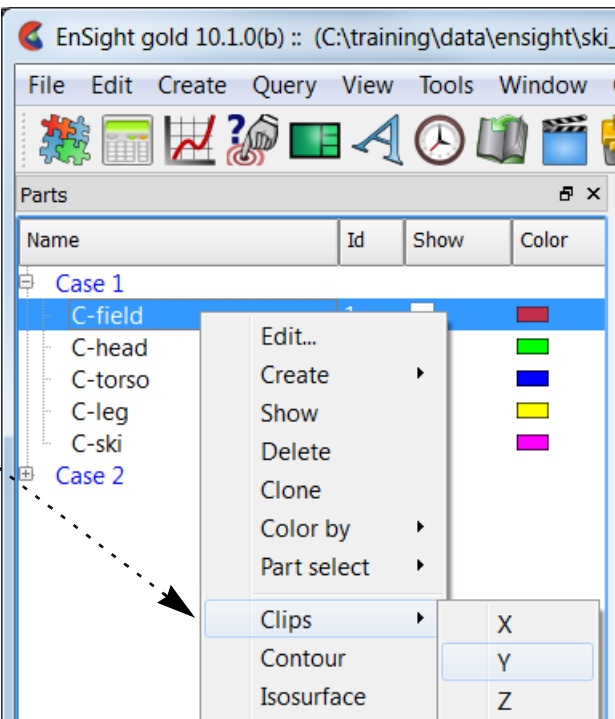 EnSight gold 10.1.0(b) :: (C:\training\data\ensight\ski_
File Edit Create Query View Tools Window
Parts
Name Id Show Color
Case 1
C-field
C-head
C-torso
C-leg
C-ski
Case 2
Edit...
Create
Show
Delete
Clone
Color by
Part select
Clips
Contour
Isosurface
X
Y
Z